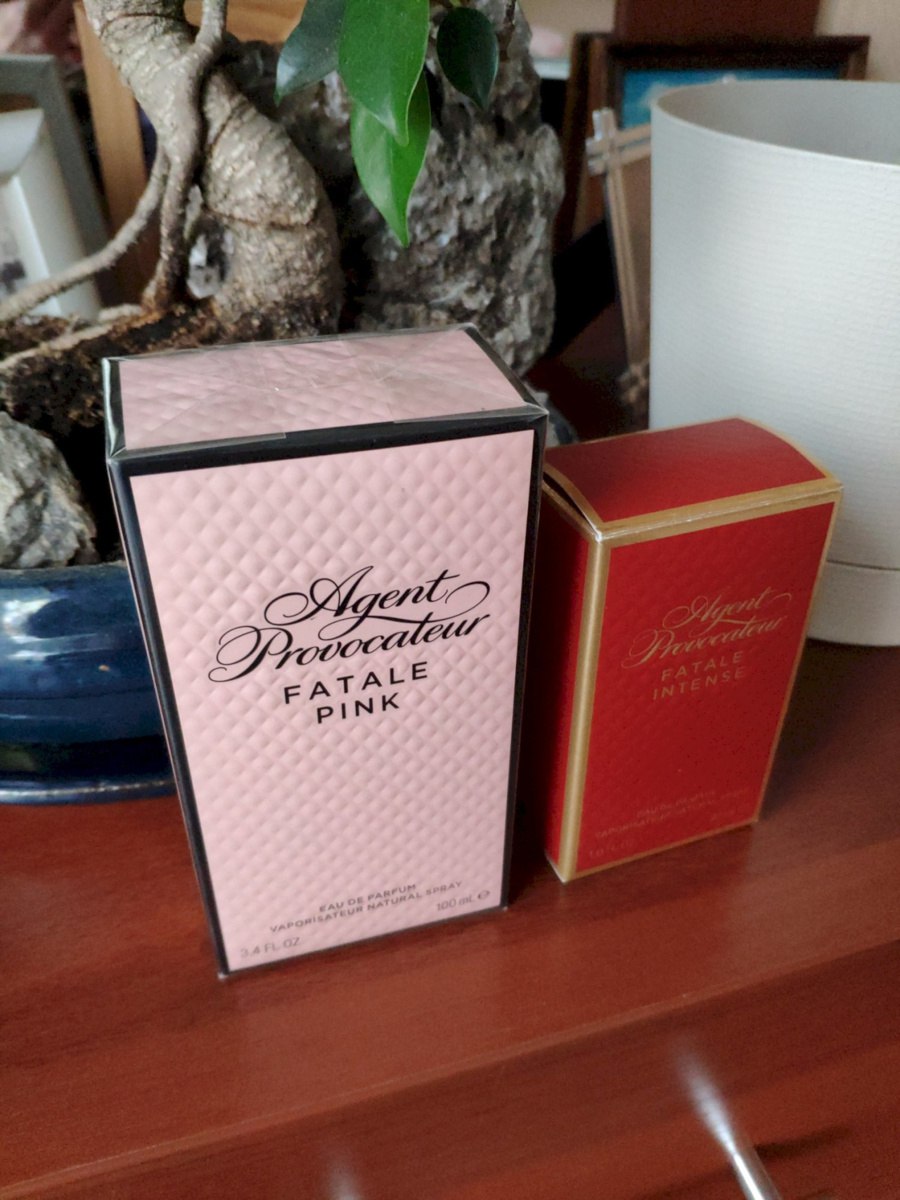 Agent
Provocateur
FATALE
PINK
EAU DE PARFUM
VAPORISATEUR NATURAL SPRAY
3.4 FL. OZ 100 mL ℮
Agent
Provocateur
FATALE
INTENSE